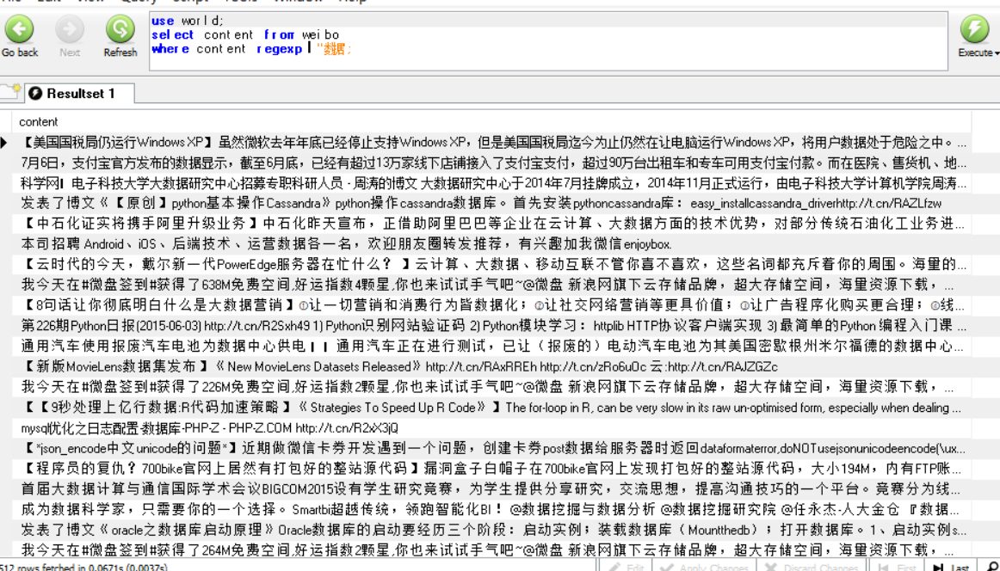 File Edit View Query Script Tools Window Help
use world;
select content from weibo
where content regexp "数据;
Go back Next Refresh Execute
Resultset 1
content
【美国国税局仍运行Windows XP】虽然微软去年年底已经停止支持Windows XP，但是美国国税局迄今为止仍然在让电脑运行Windows XP，将用户数据处于危险之中。...
7月6日，支付宝官方发布的数据显示，截至6月底，已经有超过13万家线下店铺接入了支付宝支付，超过90万台出租车和专车可用支付宝付款。而在医院、售货机、地...
科学网| 电子科技大学大数据研究中心招募专职科研人员 - 周涛的博文 大数据研究中心于2014年7月挂牌成立，2014年11月正式运行，由电子科技大学计算机学院周涛...
发表了博文《【原创】python基本操作Cassandra》python操作cassandra数据库。首先安装pythoncassandra库： easy_installcassandra_driverhttp://t.cn/RAZLfzw
【中石化证实将携手阿里升级业务】中石化昨天宣布，正借助阿里巴巴等企业在云计算、大数据方面的技术优势，对部分传统石油化工业务进...
本司招聘 Android、iOS、后端技术、运营数据各一名，欢迎朋友圈转发推荐，有兴趣加我微信enjoybox.
【云时代的今天，戴尔新一代PowerEdge服务器在忙什么？】云计算、大数据、移动互联不管你喜不喜欢，这些名词都充斥着你的周围。海量的...
我今天在#微盘签到#获得了638M免费空间,好运指数4颗星,你也来试试手气吧~@微盘 新浪网旗下云存储品牌，超大存储空间，海量资源下载，...
【8句话让你彻底明白什么是大数据营销】①让一切营销和消费行为皆数据化；②让社交网络营销等更具价值；③让广告程序化购买更合理；④线...
第226期Python日报(2015-06-03) http://t.cn/R2Sxh49 1) Python识别网站验证码 2) Python模块学习： httplib HTTP协议客户端实现 3) 最简单的Python 编程入门课 ...
通用汽车使用报废汽车电池为数据中心供电 | | 通用汽车正在进行测试，已让（报废的）电动汽车电池为其美国密歇根州米尔福德的数据中心...
【新版MovieLens数据集发布】《New MovieLens Datasets Released》http://t.cn/RAxRREh http://t.cn/zRo6uOc 云:http://t.cn/RAJZGZc
我今天在#微盘签到#获得了226M免费空间,好运指数2颗星,你也来试试手气吧~@微盘 新浪网旗下云存储品牌，超大存储空间，海量资源下载，...
【【9秒处理上亿行数据:R代码加速策略】《Strategies To Speed Up R Code》】The for-loop in R, can be very slow in its raw un-optimised form, especially when dealing ...
mysql优化之日志配置-数据库-PHP-Z - PHP-Z.COM http://t.cn/R2xX3jQ
【*json_encode中文unicode的问题*】近期做微信卡券开发遇到一个问题，创建卡券post数据给服务器时返回dataformaterror,doNOTusejsonunicodeencode(\ux...
【程序员的复仇？700bike官网上居然有打包好的整站源代码】漏洞盒子白帽子在700bike官网上发现打包好的整站源代码，大小194M，内有FTP账...
首届大数据计算与通信国际学术会议BIGCOM2015设有学生研究竞赛，为学生提供分享研究，交流思想，提高沟通技巧的一个平台。竞赛分为线...
成为数据科学家，只需要你的一个选择。Smartbi超越传统，领跑智能化BI！ @数据挖掘与数据分析 @数据挖掘研究院 @任永杰-人大金仓 『数据...
发表了博文《oracle之数据库启动原理》Oracle数据库的启动要经历三个阶段：启动实例；装载数据库（Mountthedb）；打开数据库。1、启动实例s...
我今天在#微盘签到#获得了264M免费空间,好运指数2颗星,你也来试试手气吧~@微盘 新浪网旗下云存储品牌，超大存储空间，海量资源下载，...
512 rows fetched in 0.0671s (0.0037s) Edit Apply Changes Discard Changes First Last